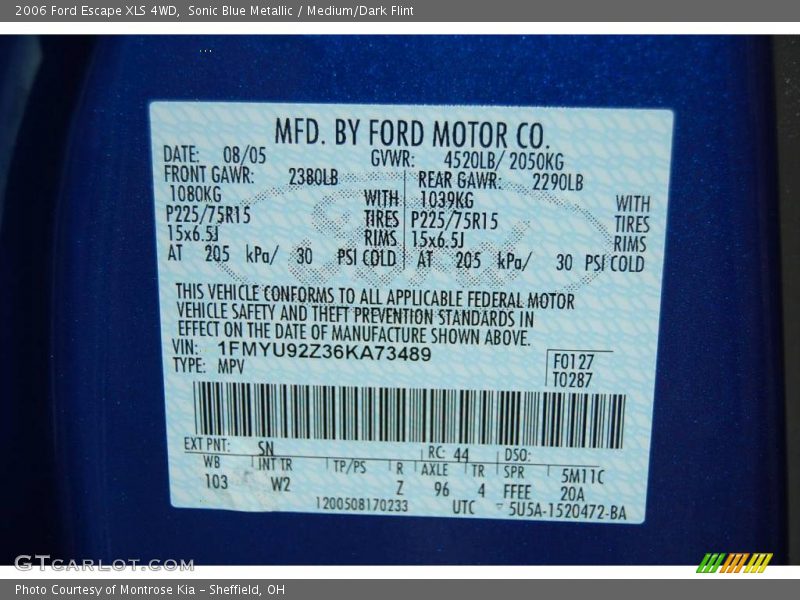 2006 Ford Escape XLS 4WD, Sonic Blue Metallic / Medium/Dark Flint
MFD. BY FORD MOTOR CO.
DATE: 08/05 GVWR: 4520LB/ 2050KG
FRONT GAWR: 2380LB REAR GAWR: 2290LB
1080KG WITH 1039KG WITH
P225/75R15 TIRES P225/75R15 TIRES
15x6.5J RIMS 15x6.5J RIMS
AT 205 kPa/ 30 PSI COLD AT 205 kPa/ 30 PSI COLD
THIS VEHICLE CONFORMS TO ALL APPLICABLE FEDERAL MOTOR
VEHICLE SAFETY AND THEFT PREVENTION STANDARDS IN
EFFECT ON THE DATE OF MANUFACTURE SHOWN ABOVE.
VIN: 1FMYU92Z36KA73489
TYPE: MPV
F0127
T0287
EXT PNT: SN RC: 44 DSO:
WB INT TR TP/PS R AXLE TR SPR 5M11C
103 W2 Z 96 4 FFEE 20A
1200508170233 UTC 5U5A-1520472-BA
GTCARLOT.COM
Photo Courtesy of Montrose Kia - Sheffield, OH